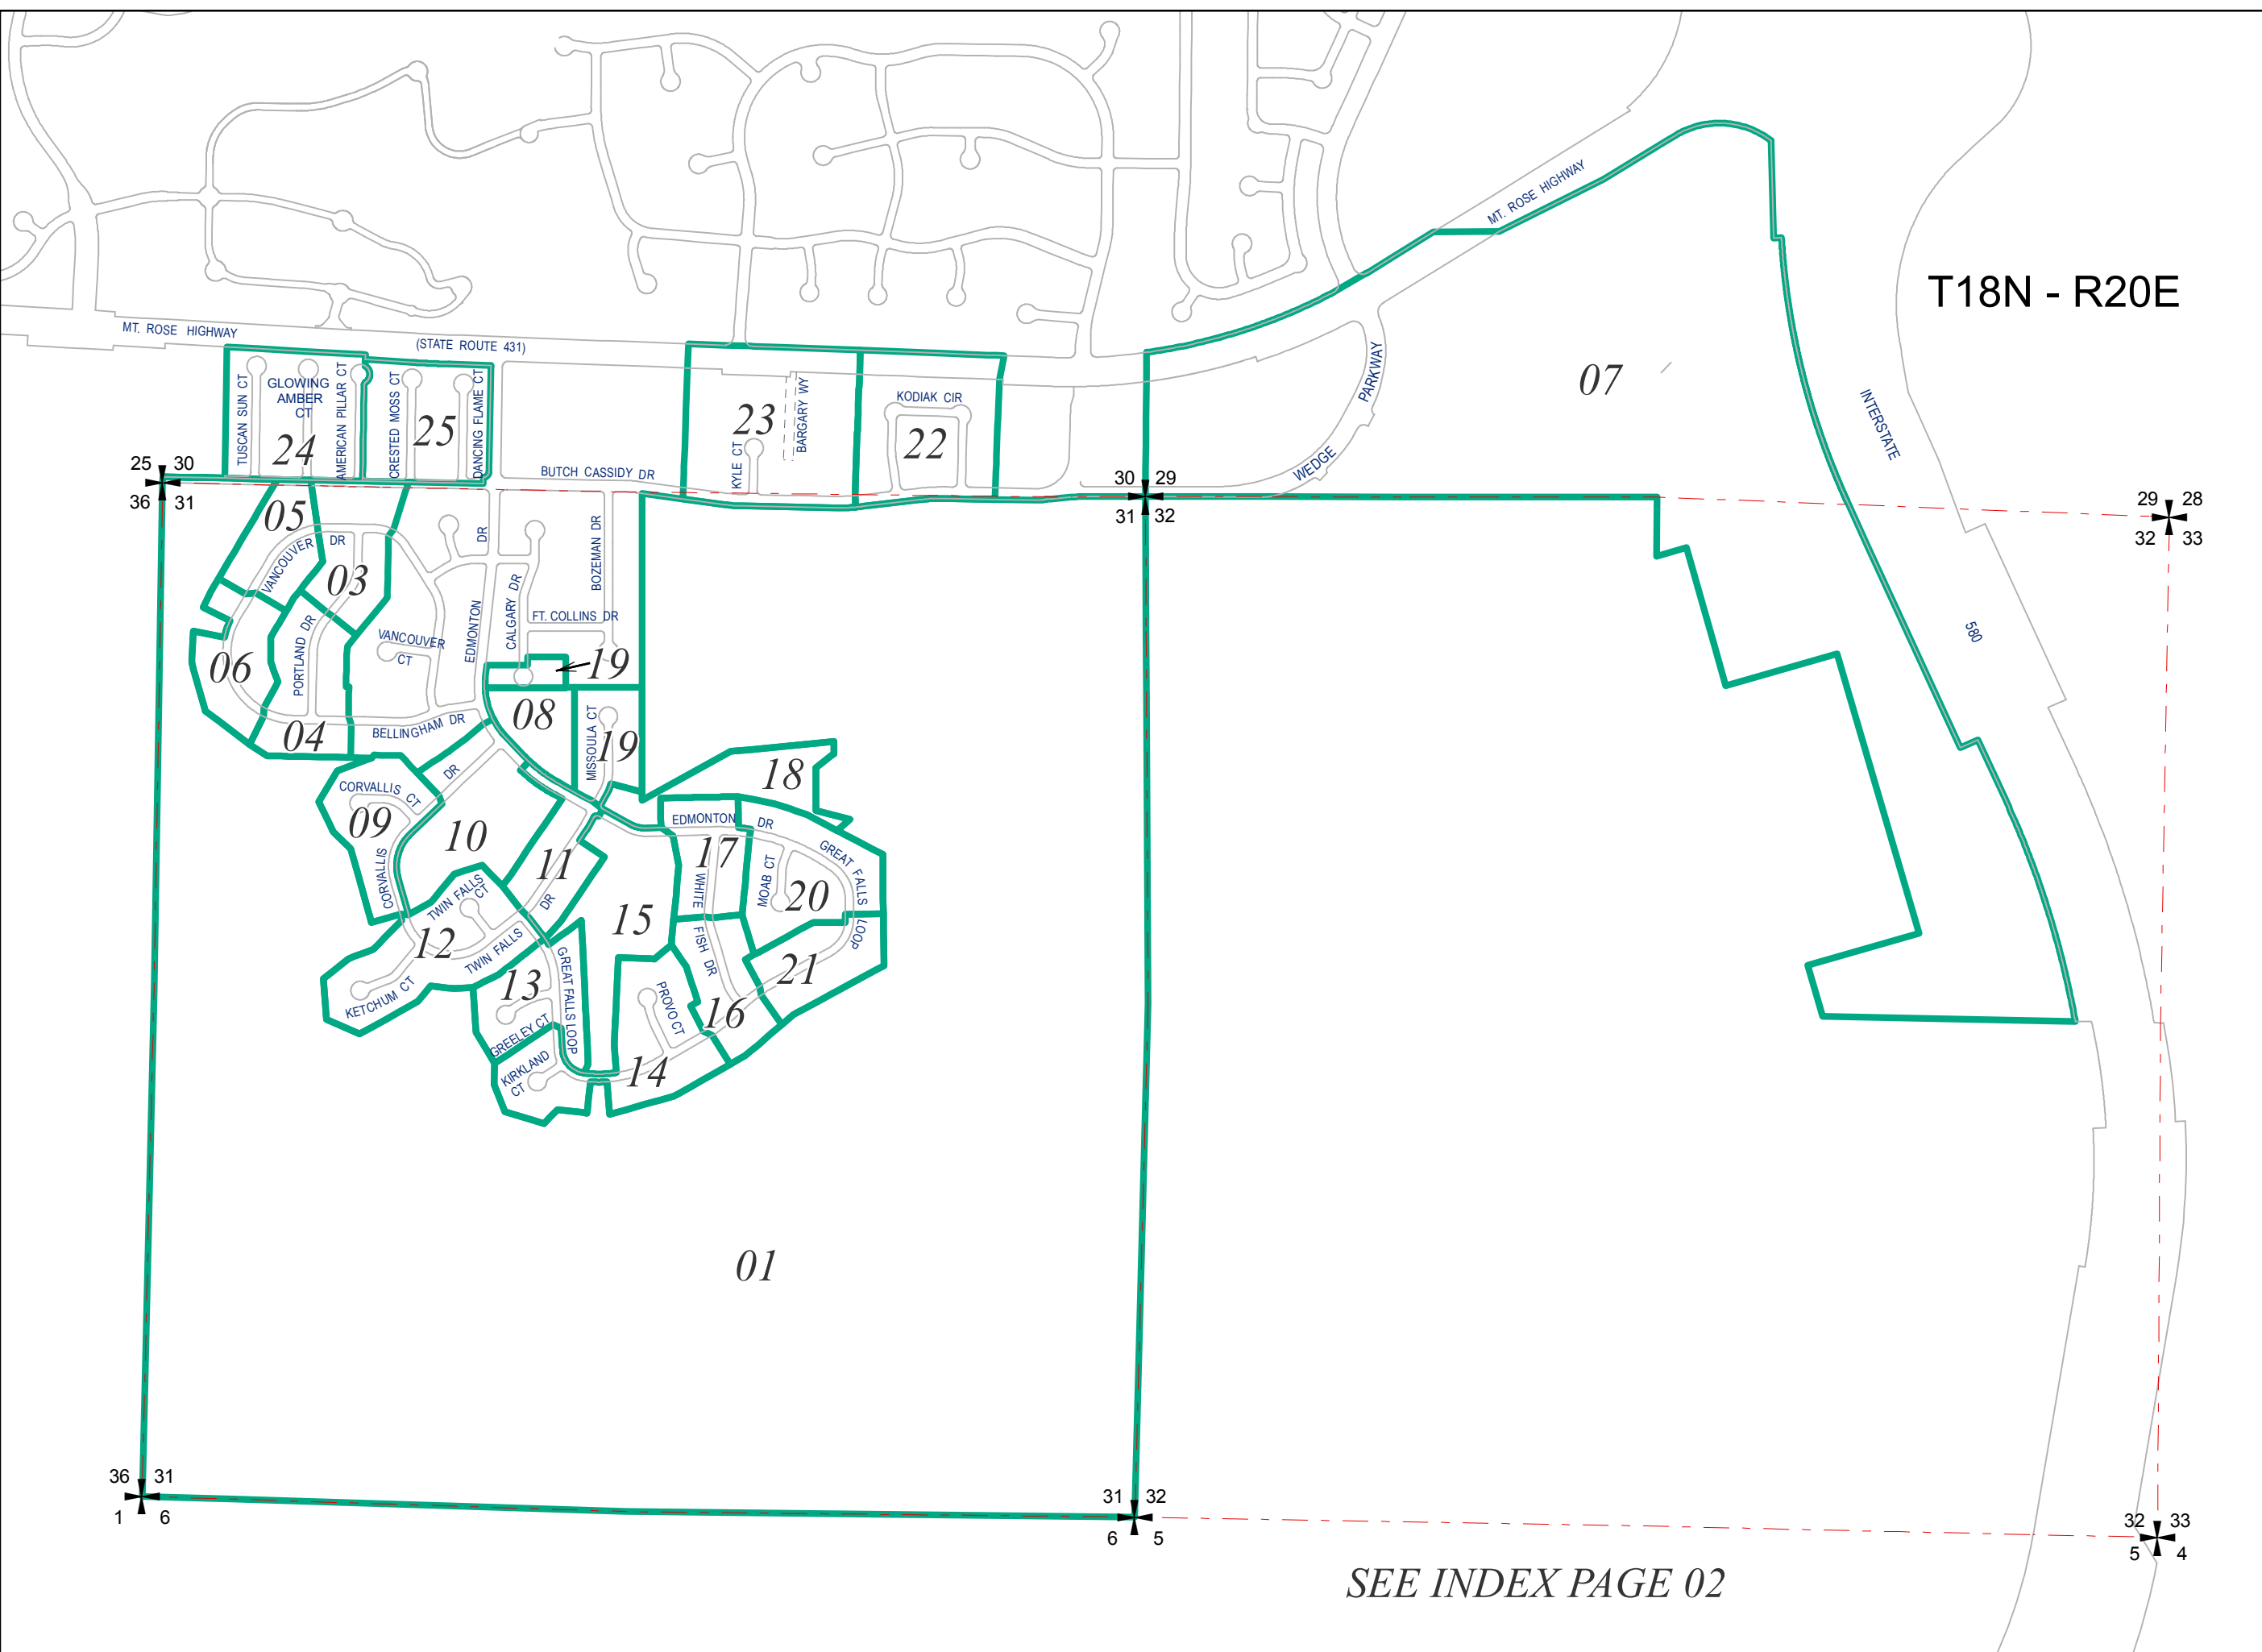 T18N - R20E
MT. ROSE HIGHWAY
MT. ROSE HIGHWAY
(STATE ROUTE 431)
TUSCAN SUN CT
GLOWING
AMBER
CT
AMERICAN PILLAR CT
CRESTED MOSS CT
DANCING FLAME CT
24
25
23
KYLE CT
BARGARY WY
KODIAK CIR
22
PARKWAY
WEDGE
07
INTERSTATE
580
BUTCH CASSIDY DR
25 30
36 31
30 29
31 32
29 28
32 33
05
VANCOUVER DR
03
DR
EDMONTON
CALGARY DR
BOZEMAN DR
FT. COLLINS DR
VANCOUVER
CT
PORTLAND DR
06
04
BELLINGHAM DR
19
08
MISSOULA CT
19
18
CORVALLIS CT
DR
09
CORVALLIS
10
11
DR
EDMONTON DR
17
WHITE
FISH DR
MOAB CT
20
GREAT FALLS
LOOP
15
21
TWIN FALLS
CT
12
TWIN FALLS
KETCHUM CT
13
GREAT FALLS LOOP
GREELEY CT
KIRKLAND
CT
PROVO CT
16
14
01
36 31
1 6
31 32
6 5
32 33
5 4
SEE INDEX PAGE 02